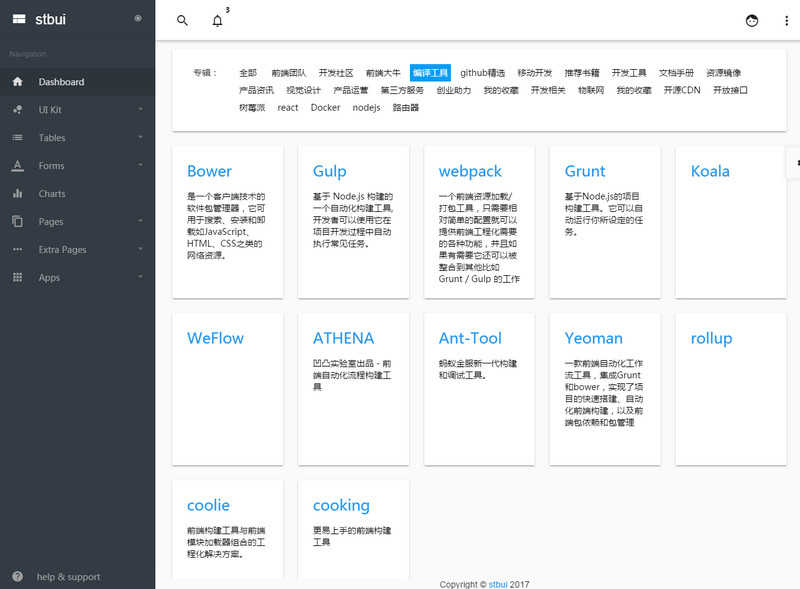 stbui
3
Navigation
Dashboard
UI Kit
Tables
Forms
Charts
Pages
Extra Pages
Apps
help & support
专辑：
全部 前端团队 开发社区 前端大牛 编译工具 github精选 移动开发 推荐书籍 开发工具 文档手册 资源镜像
产品资讯 视觉设计 产品运营 第三方服务 创业助力 我的收藏 开发相关 物联网 我的收藏 开源CDN 开放接口
树莓派 react Docker nodejs 路由器
Bower
是一个客户端技术的
软件包管理器，它可
用于搜索、安装和卸
载如JavaScript、
HTML、CSS之类的
网络资源。
Gulp
基于 Node.js 构建的
一个自动化构建工具,
开发者可以使用它在
项目开发过程中自动
执行常见任务。
webpack
一个前端资源加载/
打包工具，只需要相
对简单的配置就可以
提供前端工程化需要
的各种功能，并且如
果有需要它还可以被
整合到其他比如
Grunt / Gulp 的工作
Grunt
基于Node.js的项目
构建工具。它可以自
动运行你所设定的任
务。
Koala
WeFlow
ATHENA
凹凸实验室出品 - 前
端自动化流程构建工
具
Ant-Tool
蚂蚁金服新一代构建
和调试工具。
Yeoman
一款前端自动化工作
流工具，集成Grunt
和bower，实现了项
目的快速搭建、自动
化前端构建，以及前
端包依赖和包管理
rollup
coolie
前端构建工具与前端
模块加载器组合的工
程化解决方案。
cooking
更易上手的前端构建
工具
Copyright © stbui 2017